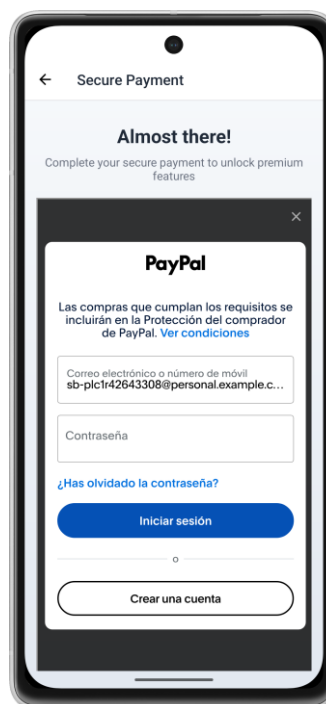 Secure Payment
Almost there!
Complete your secure payment to unlock premium
features
PayPal
Las compras que cumplan los requisitos se
incluirán en la Protección del comprador
de PayPal. Ver condiciones
Correo electrónico o número de móvil
sb-plc1r42643308@personal.example.c...
Contraseña
¿Has olvidado la contraseña?
Iniciar sesión
o
Crear una cuenta